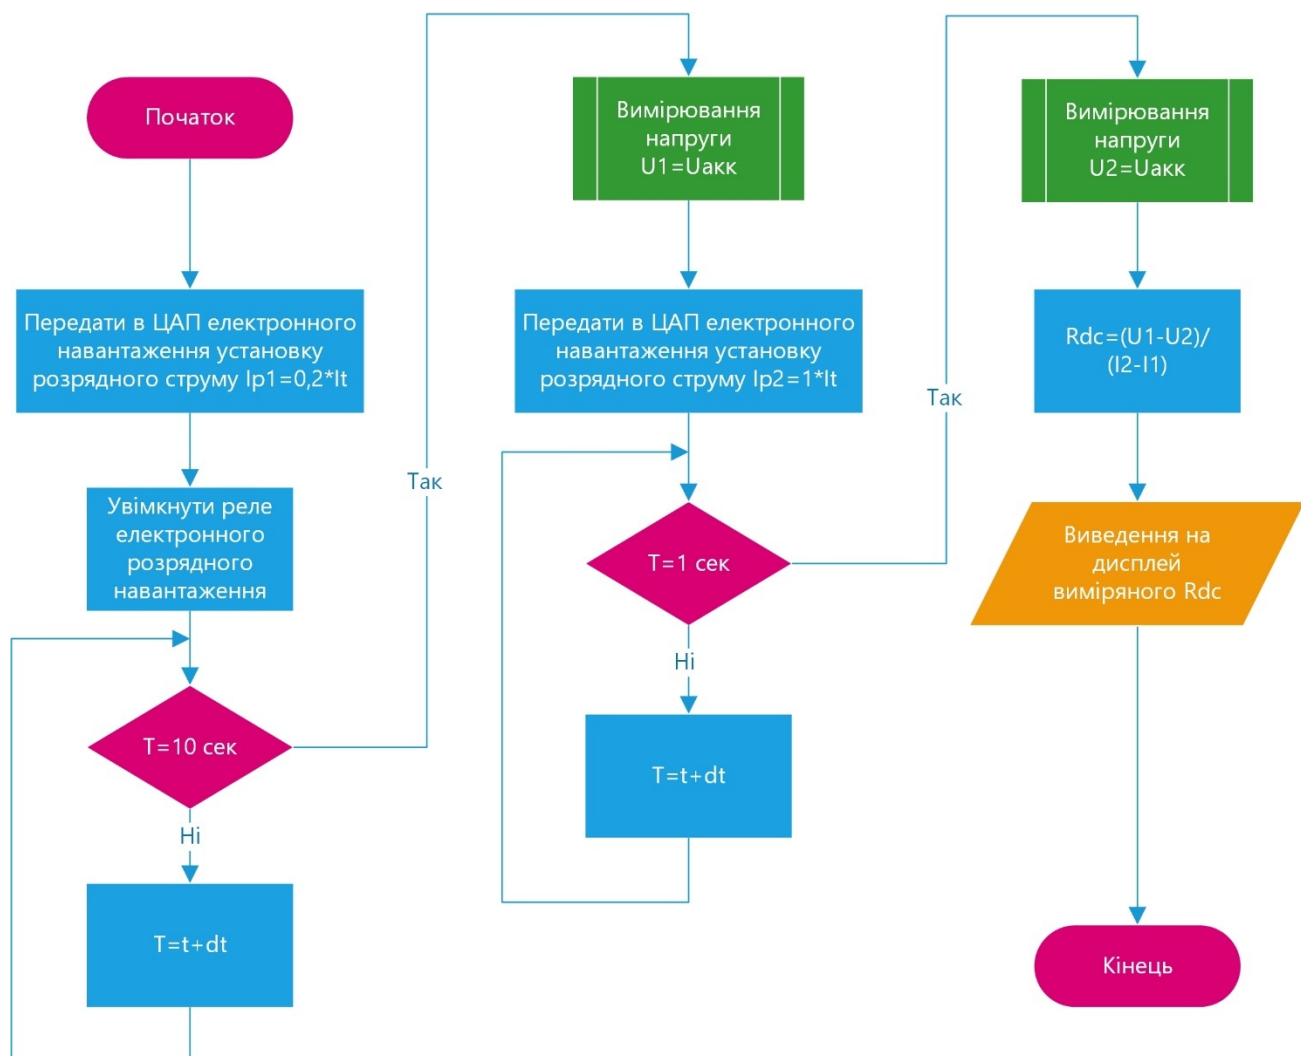 Початок
Передати в ЦАП електронного
навантаження установку
розрядного струму Ip1=0,2*It
Увімкнути реле
електронного
розрядного
навантаження
T=10 сек
Ні
T=t+dt
Так
Вимірювання
напруги
U1=Uакк
Передати в ЦАП електронного
навантаження установку
розрядного струму Ip2=1*It
T=1 сек
Ні
T=t+dt
Так
Вимірювання
напруги
U2=Uакк
Rdc=(U1-U2)/
(I2-I1)
Виведення на
дисплей
виміряного Rdc
Кінець